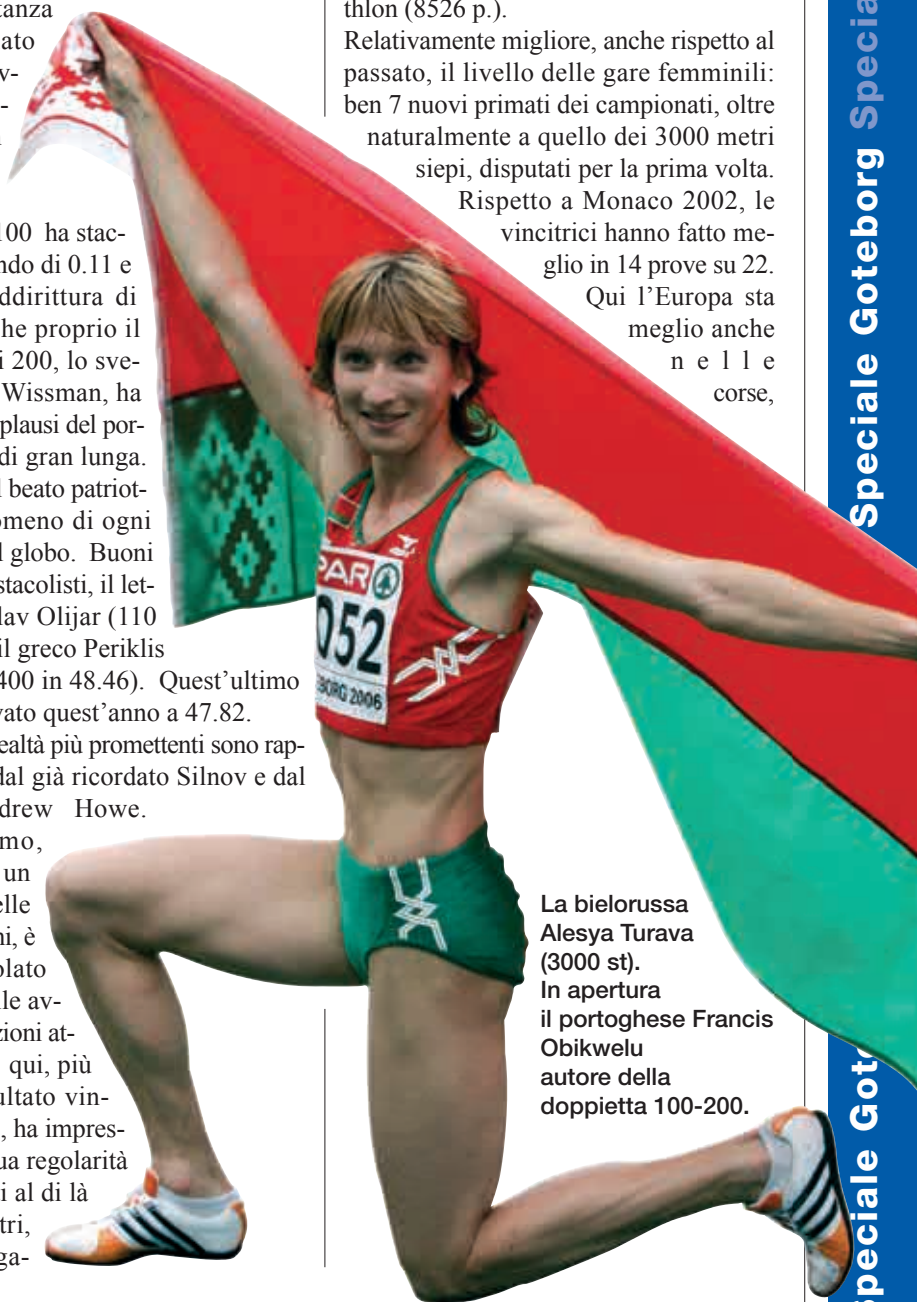 tanza
ato
v-
-
100 ha stac-
ndo di 0.11 e
ddirittura di
he proprio il
i 200, lo sve-
Wissman, ha
plausi del por-
di gran lunga.
l beato patriot-
omeno di ogni
l globo. Buoni
stacolisti, il let-
lav Olijar (110
il greco Periklis
400 in 48.46). Quest'ultimo
vato quest'anno a 47.82.
ealtà più promettenti sono rap-
dal già ricordato Silnov e dal
drew Howe.
mo,
un
elle
ni, è
olato
lle av-
zioni at-
qui, più
ultato vin-
, ha impres-
ua regolarità
i al di là
tri,
ga-
thlon (8526 p.).
Relativamente migliore, anche rispetto al
passato, il livello delle gare femminili:
ben 7 nuovi primati dei campionati, oltre
naturalmente a quello dei 3000 metri
siepi, disputati per la prima volta.
Rispetto a Monaco 2002, le
vincitrici hanno fatto me-
glio in 14 prove su 22.
Qui l'Europa sta
meglio anche
nelle
corse,
PAR
052
BORG 2006
La bielorussa
Alesya Turava
(3000 st).
In apertura
il portoghese Francis
Obikwelu
autore della
doppietta 100-200.
speciale Goto Speciale Goteborg Specia